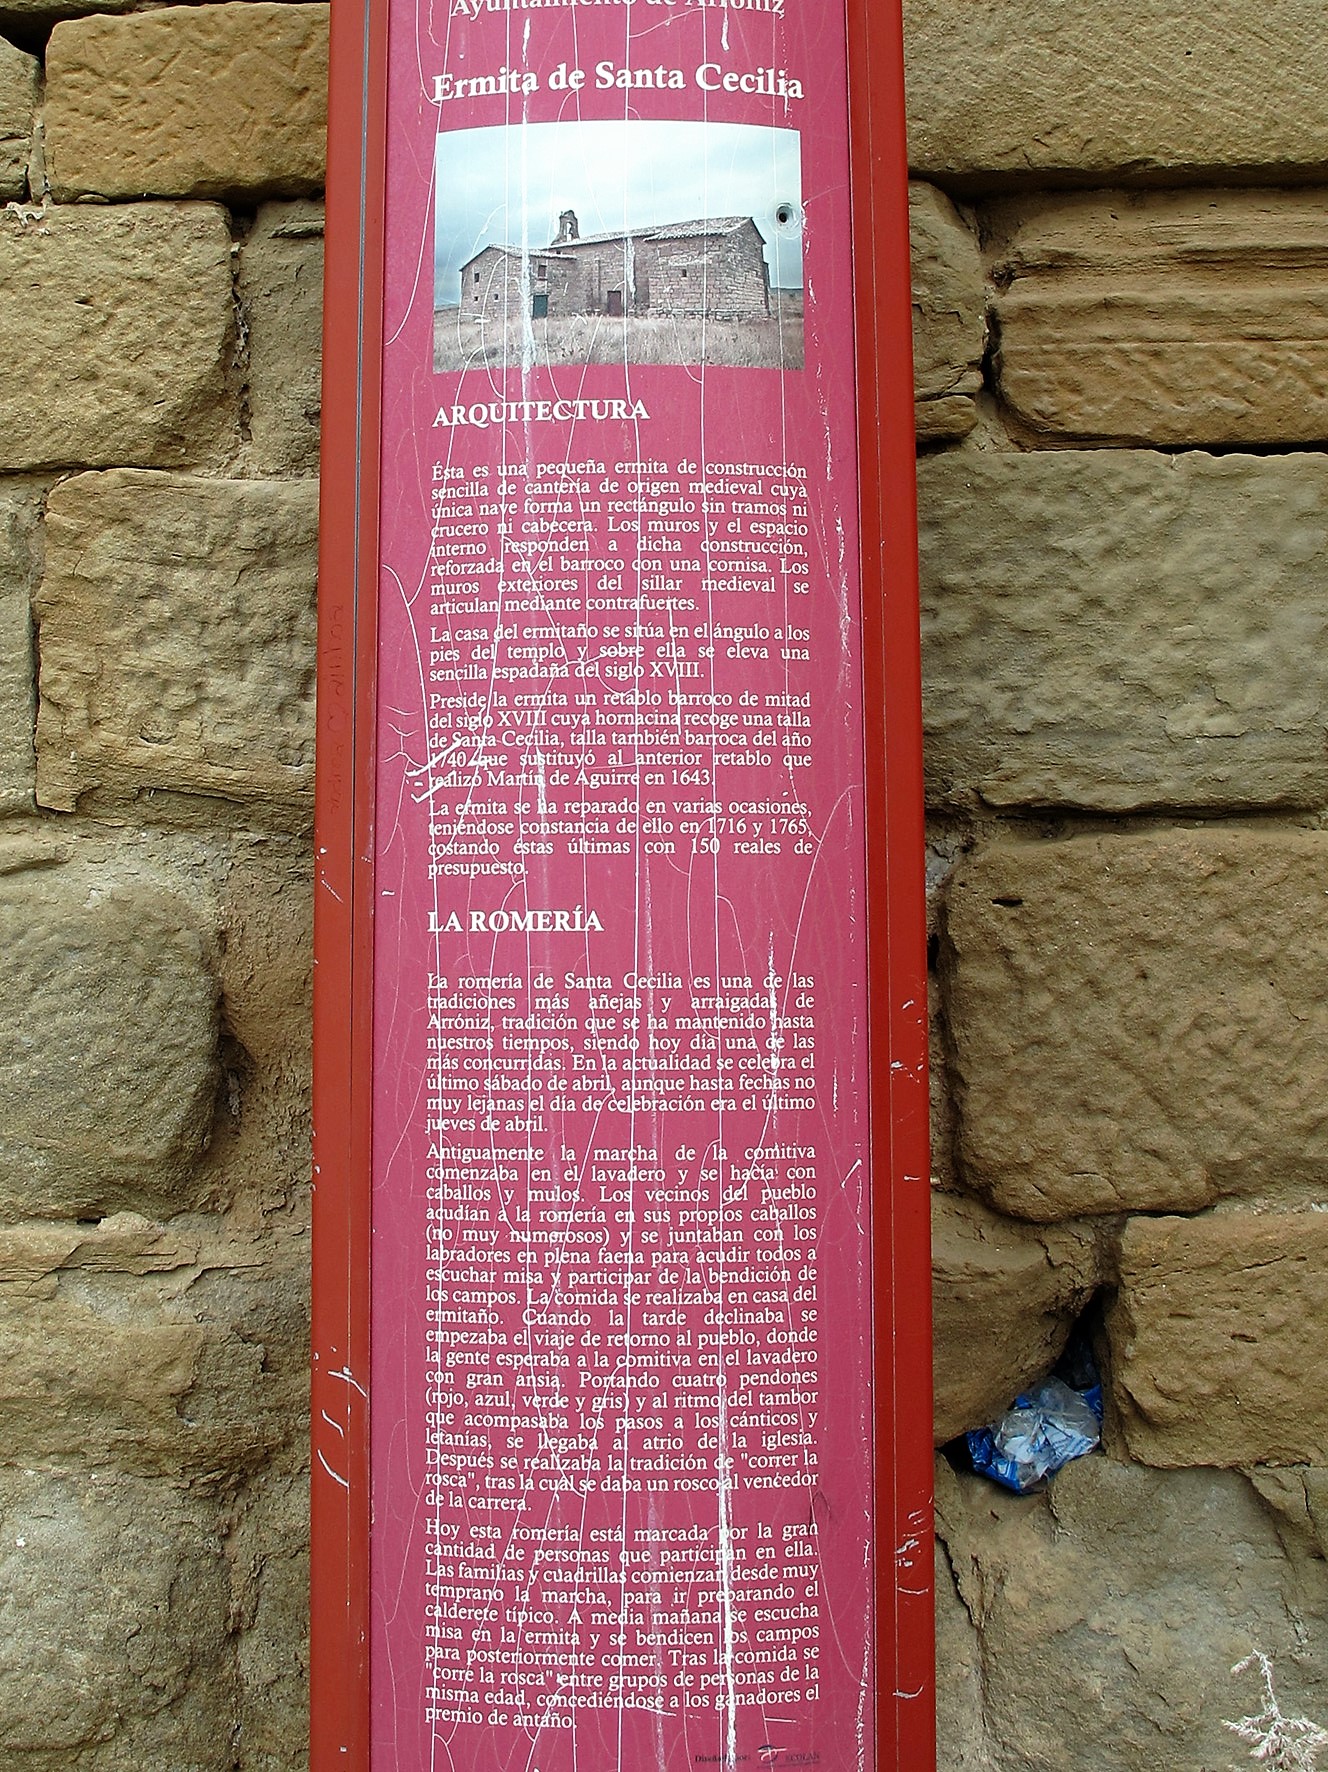 Ayuntamiento de Arróniz
Ermita de Santa Cecilia
ARQUITECTURA
Ésta es una pequeña ermita de construcción
sencilla de cantería de origen medieval cuya
única nave forma un rectángulo sin tramos ni
crucero ni cabecera. Los muros y el espacio
interno responden a dicha construcción,
reforzada en el barroco con una cornisa. Los
muros exteriores del sillar medieval se
articulan mediante contrafuertes.
La casa del ermitaño se sitúa en el ángulo a los
pies del templo y sobre ella se eleva una
sencilla espadaña del siglo XVIII.
Preside la ermita un retablo barroco de mitad
del siglo XVIII cuya hornacina recoge una talla
de Santa Cecilia, talla también barroca del año
1740 que sustituyó al anterior retablo que
realizó Martín de Aguirre en 1643.
La ermita se ha reparado en varias ocasiones,
teniéndose constancia de ello en 1716 y 1765,
costando éstas últimas con 150 reales de
presupuesto.
LA ROMERÍA
La romería de Santa Cecilia es una de las
tradiciones más añejas y arraigadas de
Arróniz, tradición que se ha mantenido hasta
nuestros tiempos, siendo hoy día una de las
más concurridas. En la actualidad se celebra el
último sábado de abril, aunque hasta fechas no
muy lejanas el día de celebración era el último
jueves de abril.
Antiguamente la marcha de la comitiva
comenzaba en el lavadero y se hacía con
caballos y mulos. Los vecinos del pueblo
acudían a la romería en sus propios caballos
(no muy numerosos) y se juntaban con los
labradores en plena faena para acudir todos a
escuchar misa y participar de la bendición de
los campos. La comida se realizaba en casa del
ermitaño. Cuando la tarde declinaba se
empezaba el viaje de retorno al pueblo, donde
la gente esperaba a la comitiva en el lavadero
con gran ansia. Portando cuatro pendones
(rojo, azul, verde y gris) y al ritmo del tambor
que acompasaba los pasos a los cánticos y
letanías, se llegaba al atrio de la iglesia.
Después se realizaba la tradición de "correr la
rosca", tras la cual se daba un rosco al vencedor
de la carrera.
Hoy esta romería está marcada por la gran
cantidad de personas que participan en ella.
Las familias y cuadrillas comienzan desde muy
temprano la marcha, para ir preparando el
calderete típico. A media mañana se escucha
misa en la ermita y se bendicen los campos
para posteriormente comer. Tras la comida se
"corre la rosca" entre grupos de personas de la
misma edad, concediéndose a los ganadores el
premio de antaño.
ECOLAN